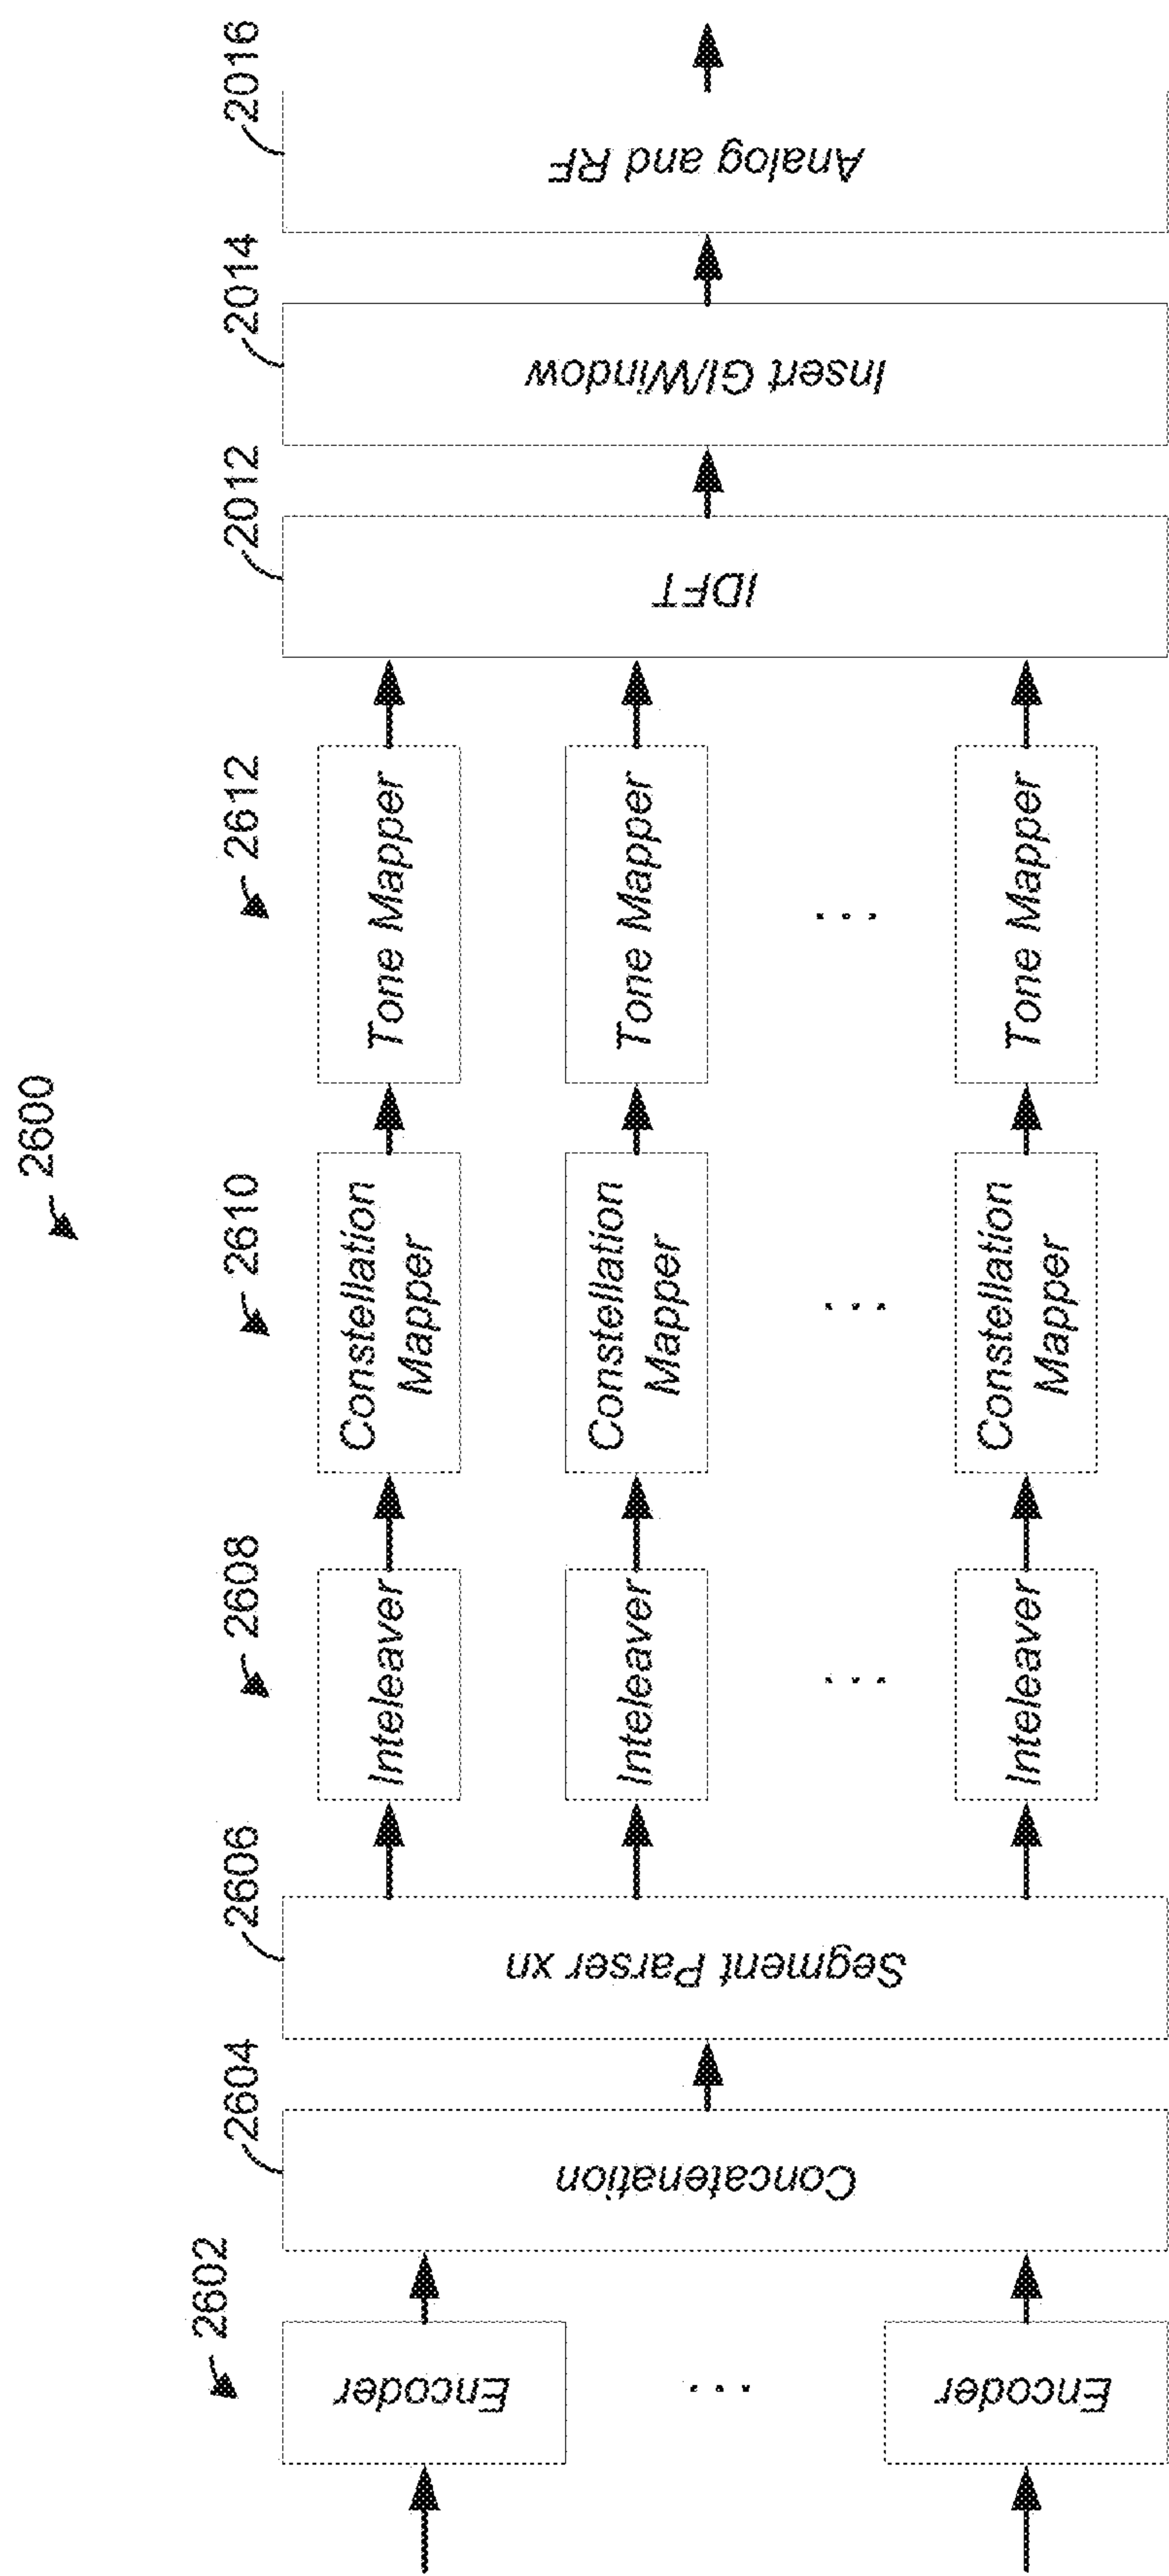 2600
2602
2604
2606
2608
2610
2612
2012
2014
2016
Encoder
Encoder
...
Concatenation
Segment Parser xn
Inteleaver
Inteleaver
...
Inteleaver
Constellation
Mapper
Constellation
Mapper
...
Constellation
Mapper
Tone Mapper
Tone Mapper
...
Tone Mapper
IDFT
Insert GI/Window
Analog and RF